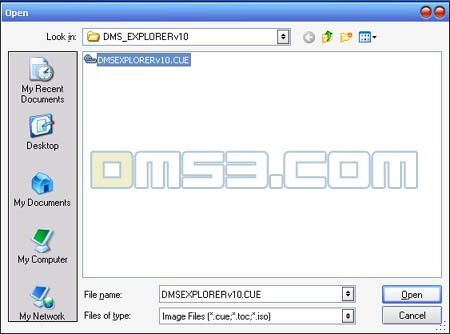 Open
Look in: DMS_EXPLORERv10
My Recent
Documents
Desktop
My Documents
My Computer
My Network
DMSEXPLORERv10.CUE
DMS3.COM
File name: DMSEXPLORERv10.CUE Open
Files of type: Image Files (*.cue;*.toc;*.iso) Cancel